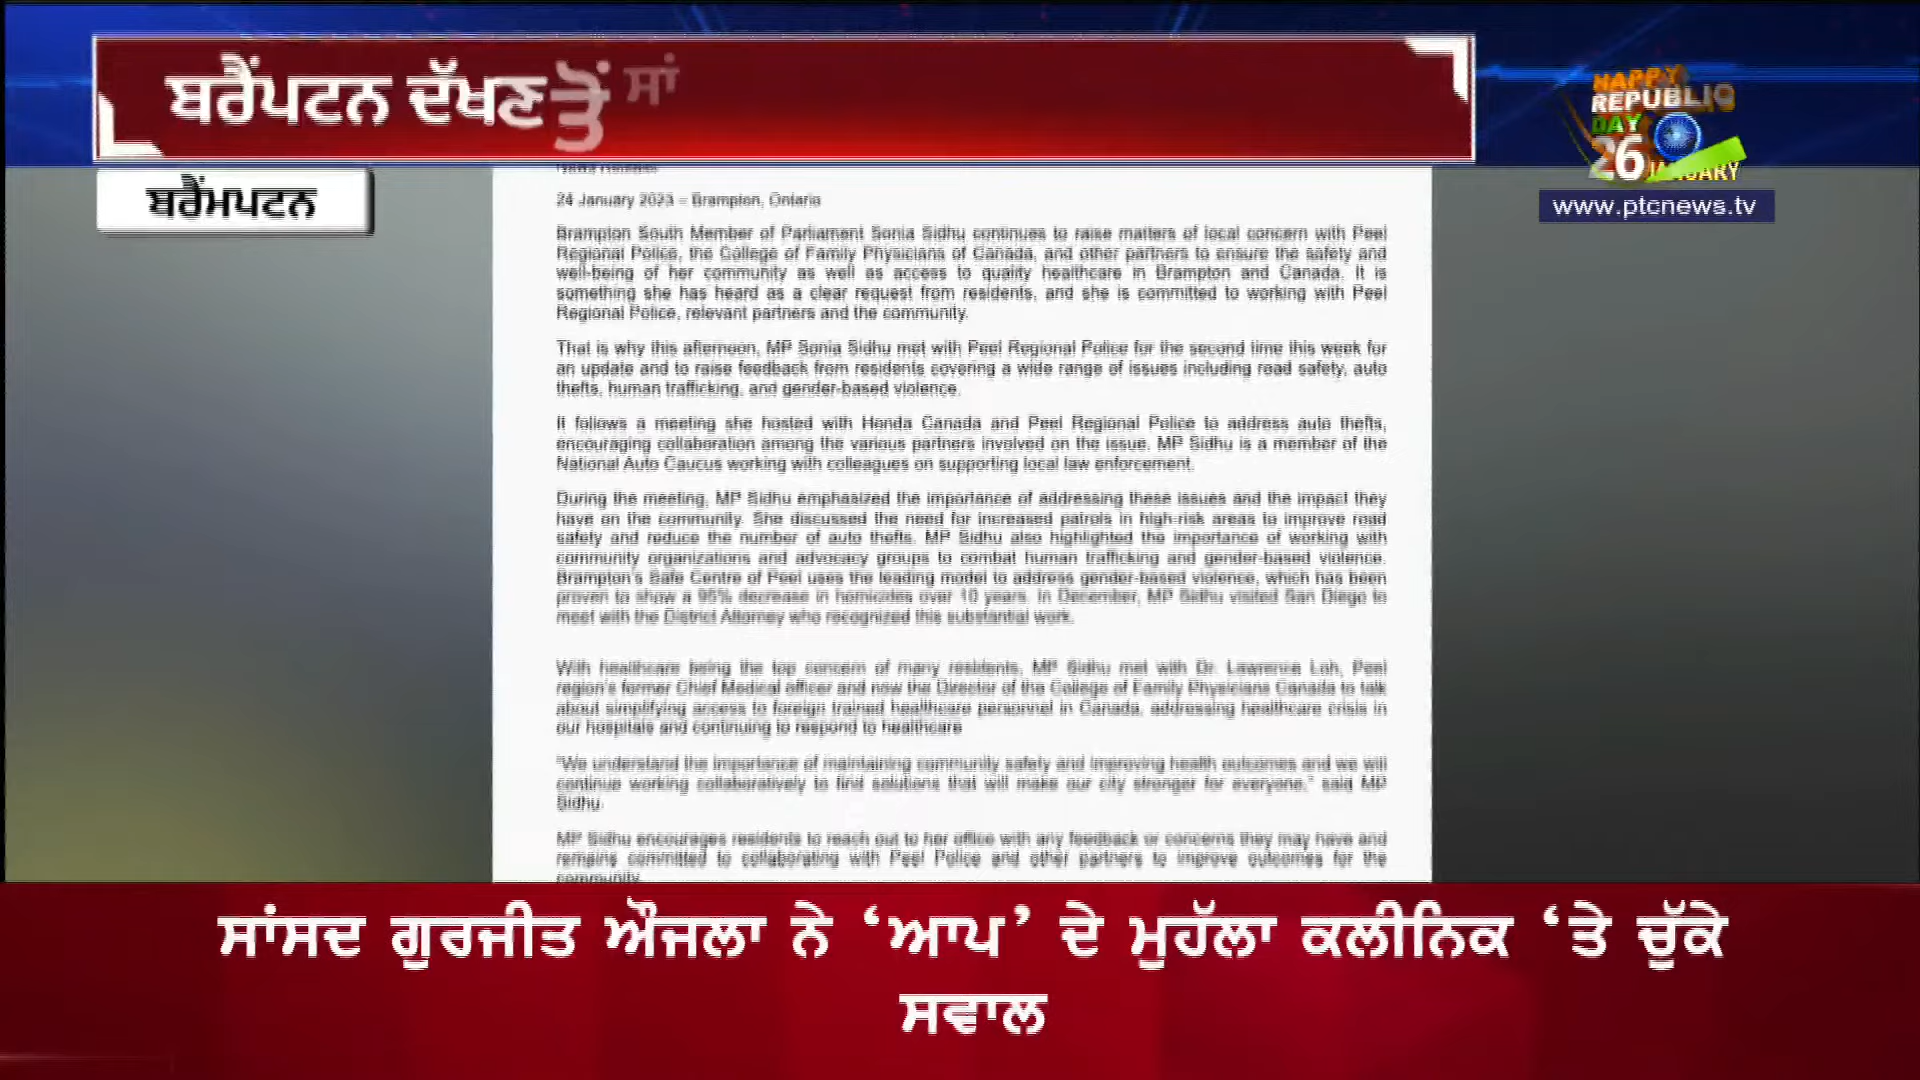 ਬਰੈਂਪਟਨ ਦੱਖਣ ਤੋਂ ਸਾਂ
HAPPY
REPUBLIC
DAY
26 JANUARY
www.ptcnews.tv
ਬਰੈਂਮਪਟਨ
News Release
24 January 2023 – Brampton, Ontario
Brampton South Member of Parliament Sonia Sidhu continues to raise matters of local concern with Peel
Regional Police, the College of Family Physicians of Canada, and other partners to ensure the safety and
well-being of her community as well as access to quality healthcare in Brampton and Canada. It is
something she has heard as a clear request from residents, and she is committed to working with Peel
Regional Police, relevant partners and the community.
That is why this afternoon, MP Sonia Sidhu met with Peel Regional Police for the second time this week for
an update and to raise feedback from residents covering a wide range of issues including road safety, auto
thefts, human trafficking, and gender-based violence.
It follows a meeting she hosted with Honda Canada and Peel Regional Police to address auto thefts,
encouraging collaboration among the various partners involved on the issue. MP Sidhu is a member of the
National Auto Caucus working with colleagues on supporting local law enforcement.
During the meeting, MP Sidhu emphasized the importance of addressing these issues and the impact they
have on the community. She discussed the need for increased patrols in high-risk areas to improve road
safety and reduce the number of auto thefts. MP Sidhu also highlighted the importance of working with
community organizations and advocacy groups to combat human trafficking and gender-based violence.
Brampton's Safe Centre of Peel uses the leading model to address gender-based violence, which has been
proven to show a 95% decrease in homicides over 10 years. In December, MP Sidhu visited San Diego to
meet with the District Attorney who recognized this substantial work.
With healthcare being the top concern of many residents, MP Sidhu met with Dr. Lawrence Loh, Peel
region's former Chief Medical officer and now the Director of the College of Family Physicians Canada to talk
about simplifying access to foreign trained healthcare personnel in Canada, addressing healthcare crisis in
our hospitals and continuing to respond to healthcare
"We understand the importance of maintaining community safety and improving health outcomes and we will
continue working collaboratively to find solutions that will make our city stronger for everyone," said MP
Sidhu.
MP Sidhu encourages residents to reach out to her office with any feedback or concerns they may have and
remains committed to collaborating with Peel Police and other partners to improve outcomes for the
community.
ਸਾਂਸਦ ਗੁਰਜੀਤ ਔਜਲਾ ਨੇ ‘ਆਪ’ ਦੇ ਮੁਹੱਲਾ ਕਲੀਨਿਕ ‘ਤੇ ਚੁੱਕੇ
ਸਵਾਲ